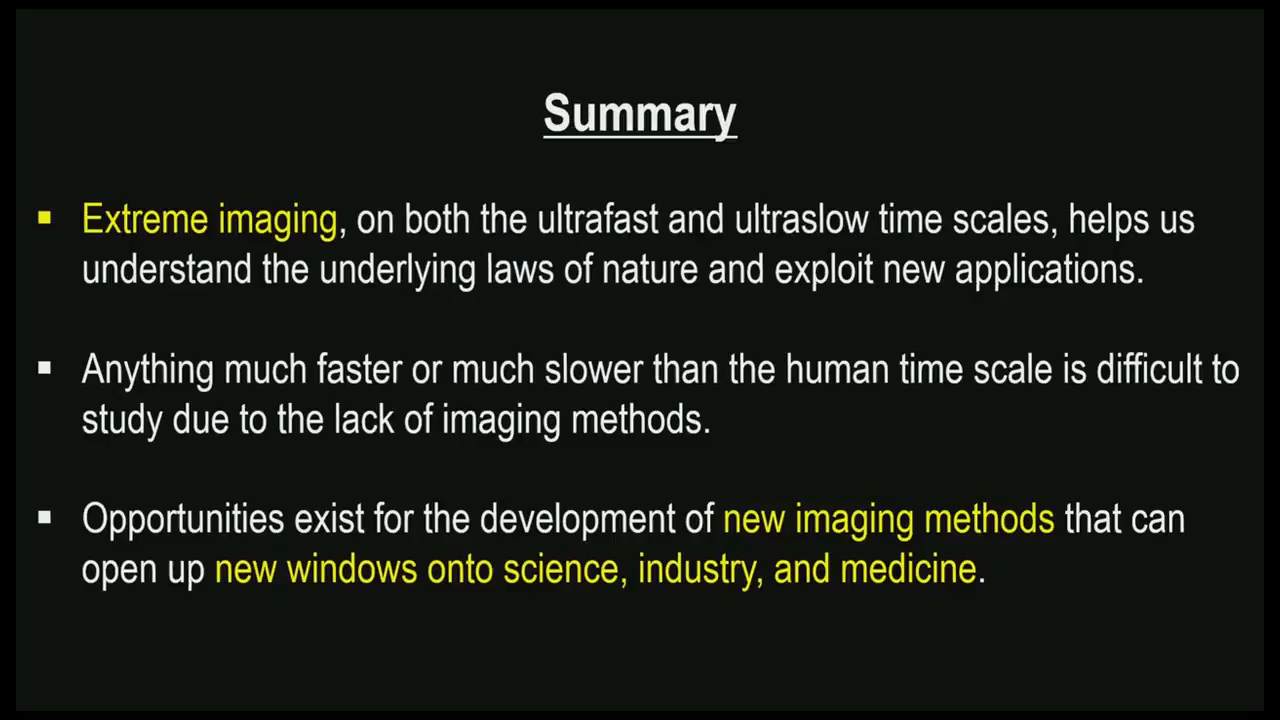 Summary
▪ Extreme imaging, on both the ultrafast and ultraslow time scales, helps us
understand the underlying laws of nature and exploit new applications.
▪ Anything much faster or much slower than the human time scale is difficult to
study due to the lack of imaging methods.
▪ Opportunities exist for the development of new imaging methods that can
open up new windows onto science, industry, and medicine.